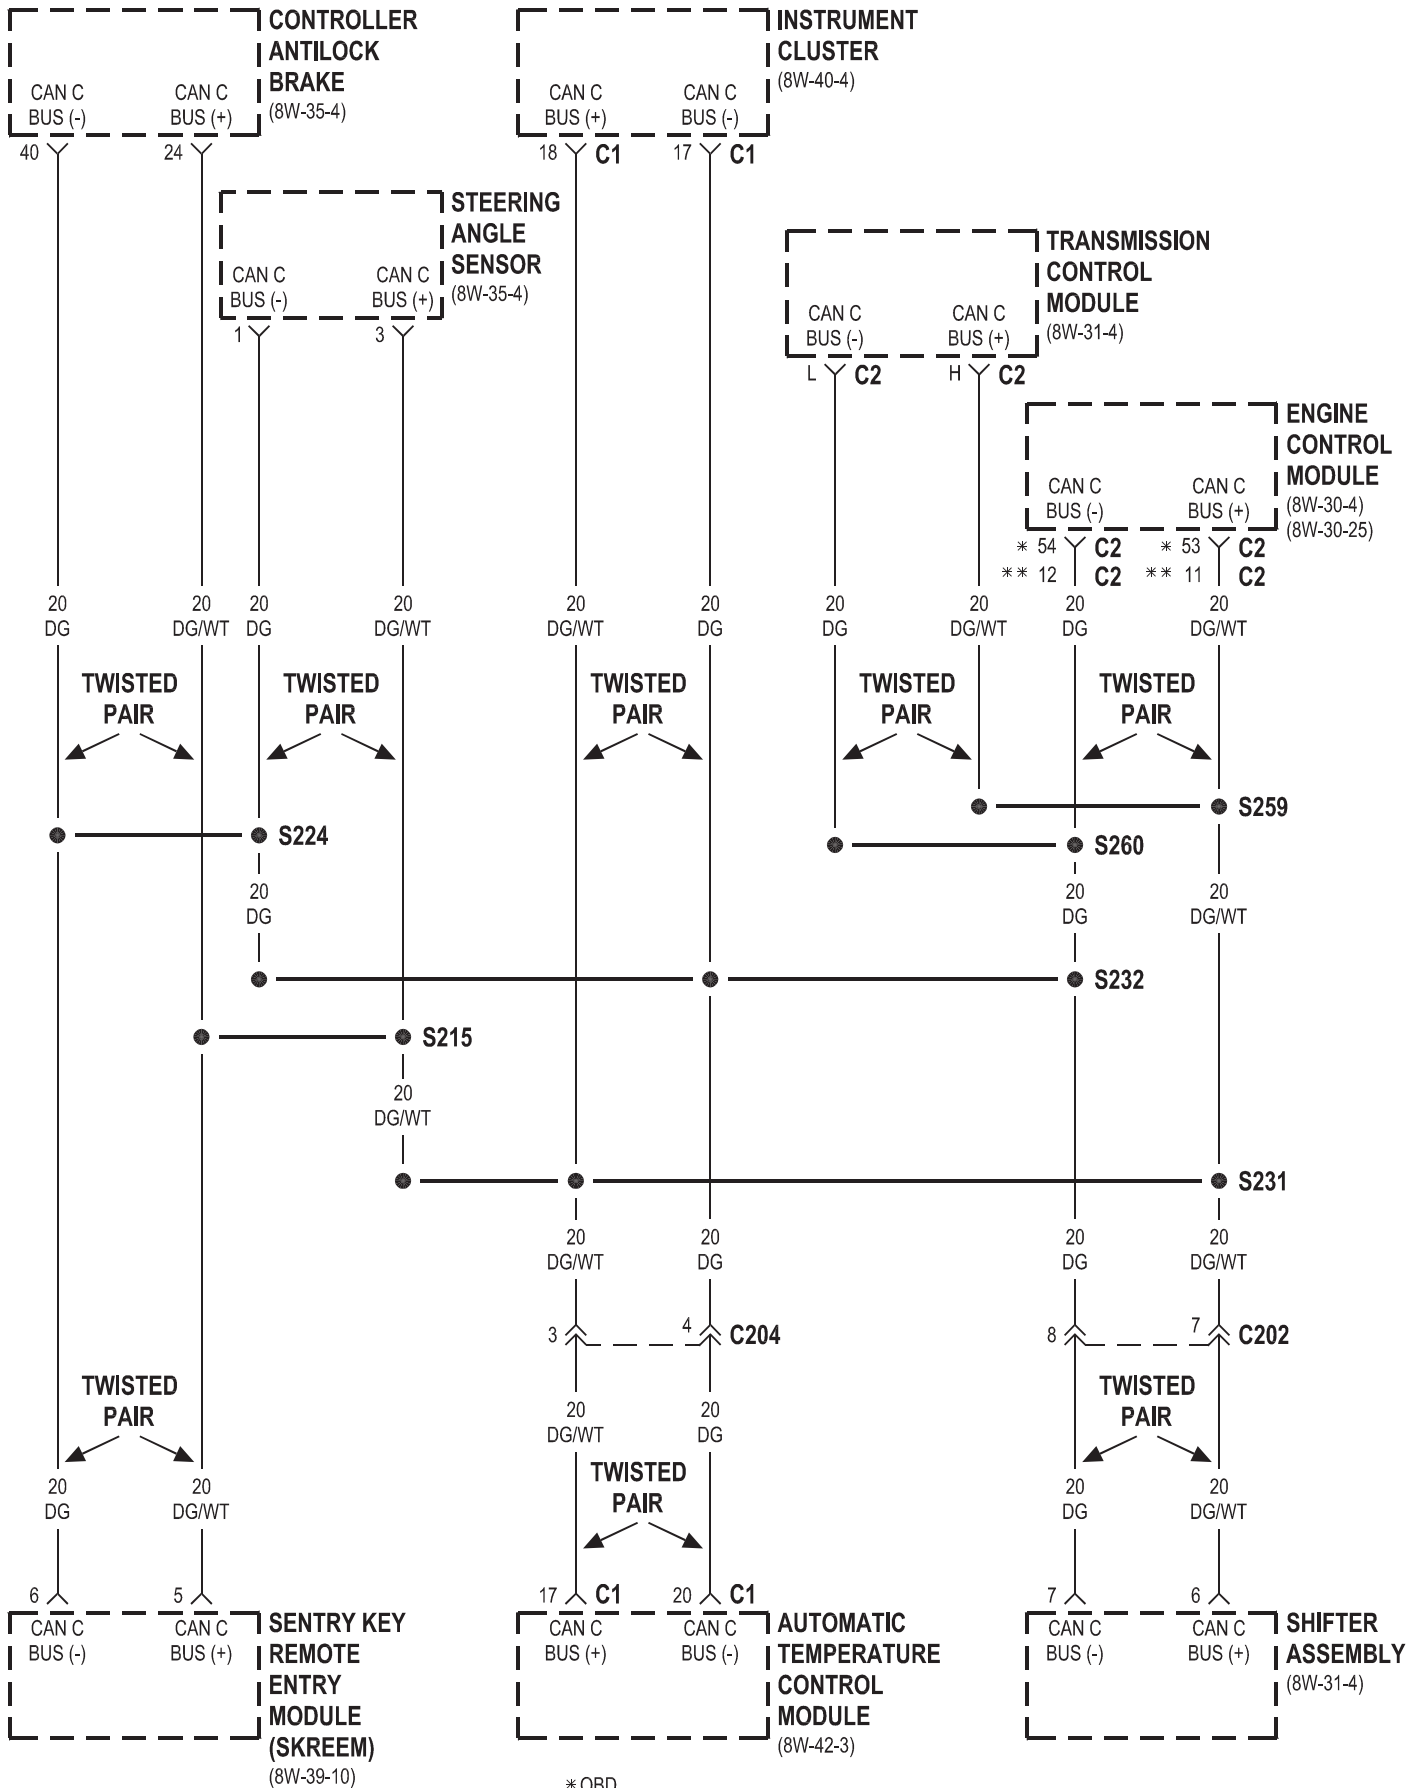 CONTROLLER
ANTILOCK
BRAKE
(8W-35-4)
CAN C
BUS (-)
CAN C
BUS (+)
40
24
INSTRUMENT
CLUSTER
(8W-40-4)
CAN C
BUS (+)
CAN C
BUS (-)
18
C1
17
C1
STEERING
ANGLE
SENSOR
(8W-35-4)
CAN C
BUS (-)
CAN C
BUS (+)
1
3
TRANSMISSION
CONTROL
MODULE
(8W-31-4)
CAN C
BUS (-)
CAN C
BUS (+)
L
C2
H
C2
ENGINE
CONTROL
MODULE
(8W-30-4)
(8W-30-25)
CAN C
BUS (-)
CAN C
BUS (+)
* 54
C2
* 53
C2
** 12
C2
** 11
C2
20
DG
20
DG/WT
20
DG
20
DG/WT
20
DG/WT
20
DG
20
DG
20
DG/WT
20
DG
20
DG/WT
TWISTED
PAIR
TWISTED
PAIR
TWISTED
PAIR
TWISTED
PAIR
TWISTED
PAIR
S259
S224
S260
20
DG
20
DG
20
DG/WT
S232
S215
20
DG/WT
S231
20
DG/WT
20
DG
20
DG
20
DG/WT
3
4
C204
8
7
C202
TWISTED
PAIR
20
DG/WT
20
DG
TWISTED
PAIR
TWISTED
PAIR
20
DG
20
DG/WT
20
DG
20
DG/WT
6
5
17
C1
20
C1
7
6
CAN C
BUS (-)
CAN C
BUS (+)
SENTRY KEY
REMOTE
ENTRY
MODULE
(SKREEM)
(8W-39-10)
CAN C
BUS (+)
CAN C
BUS (-)
AUTOMATIC
TEMPERATURE
CONTROL
MODULE
(8W-42-3)
CAN C
BUS (-)
CAN C
BUS (+)
SHIFTER
ASSEMBLY
(8W-31-4)
* OBD